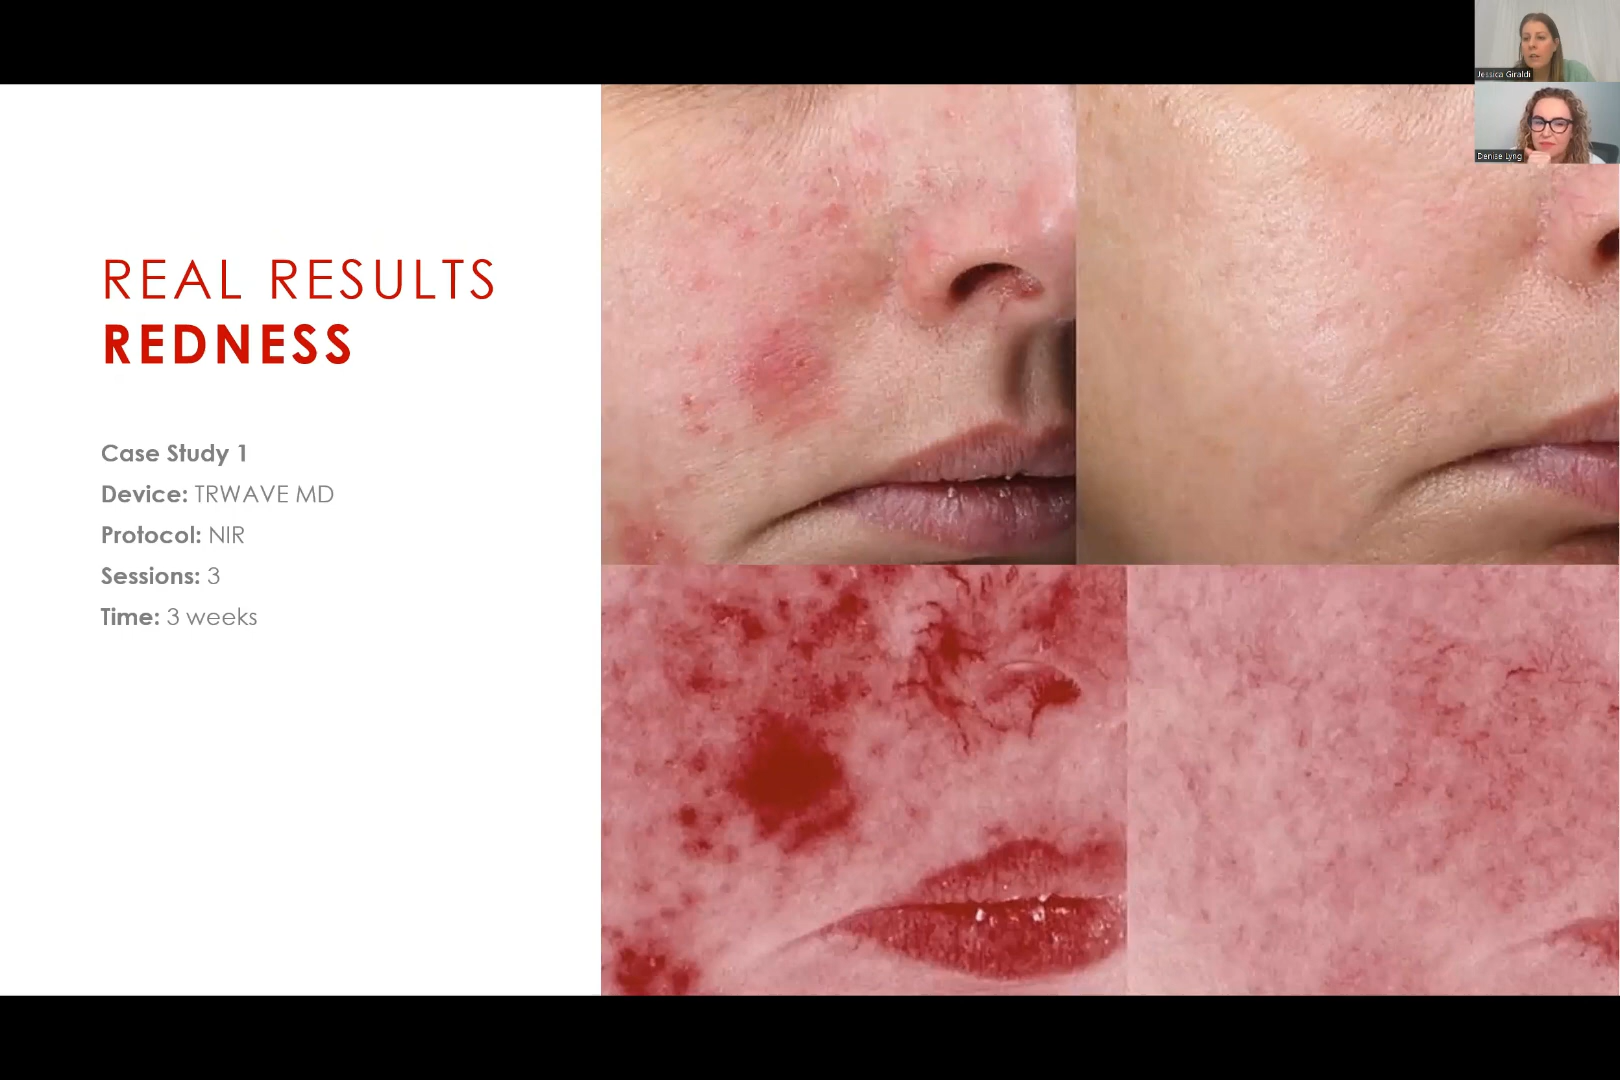 Jessica Giraldi
Denise Lyng
REAL RESULTS
REDNESS
Case Study 1
Device: TRWAVE MD
Protocol: NIR
Sessions: 3
Time: 3 weeks